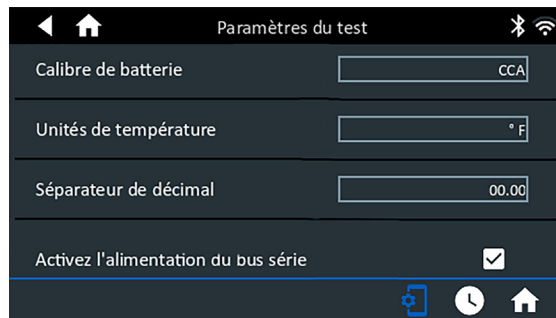 Paramètres du test
Calibre de batterie CCA
Unités de température ° F
Séparateur de décimal 00.00
Activez l'alimentation du bus série